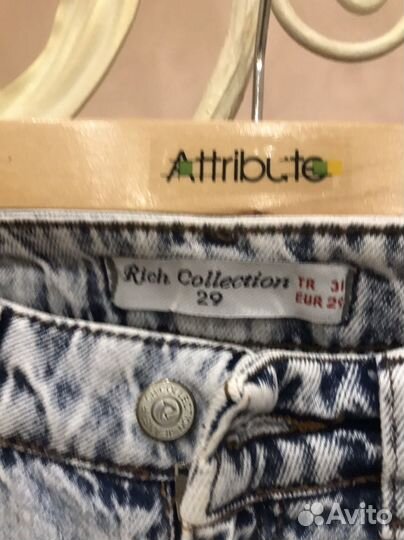 Attribute
Rich Collection
29
TR 31
EUR 29
Avito